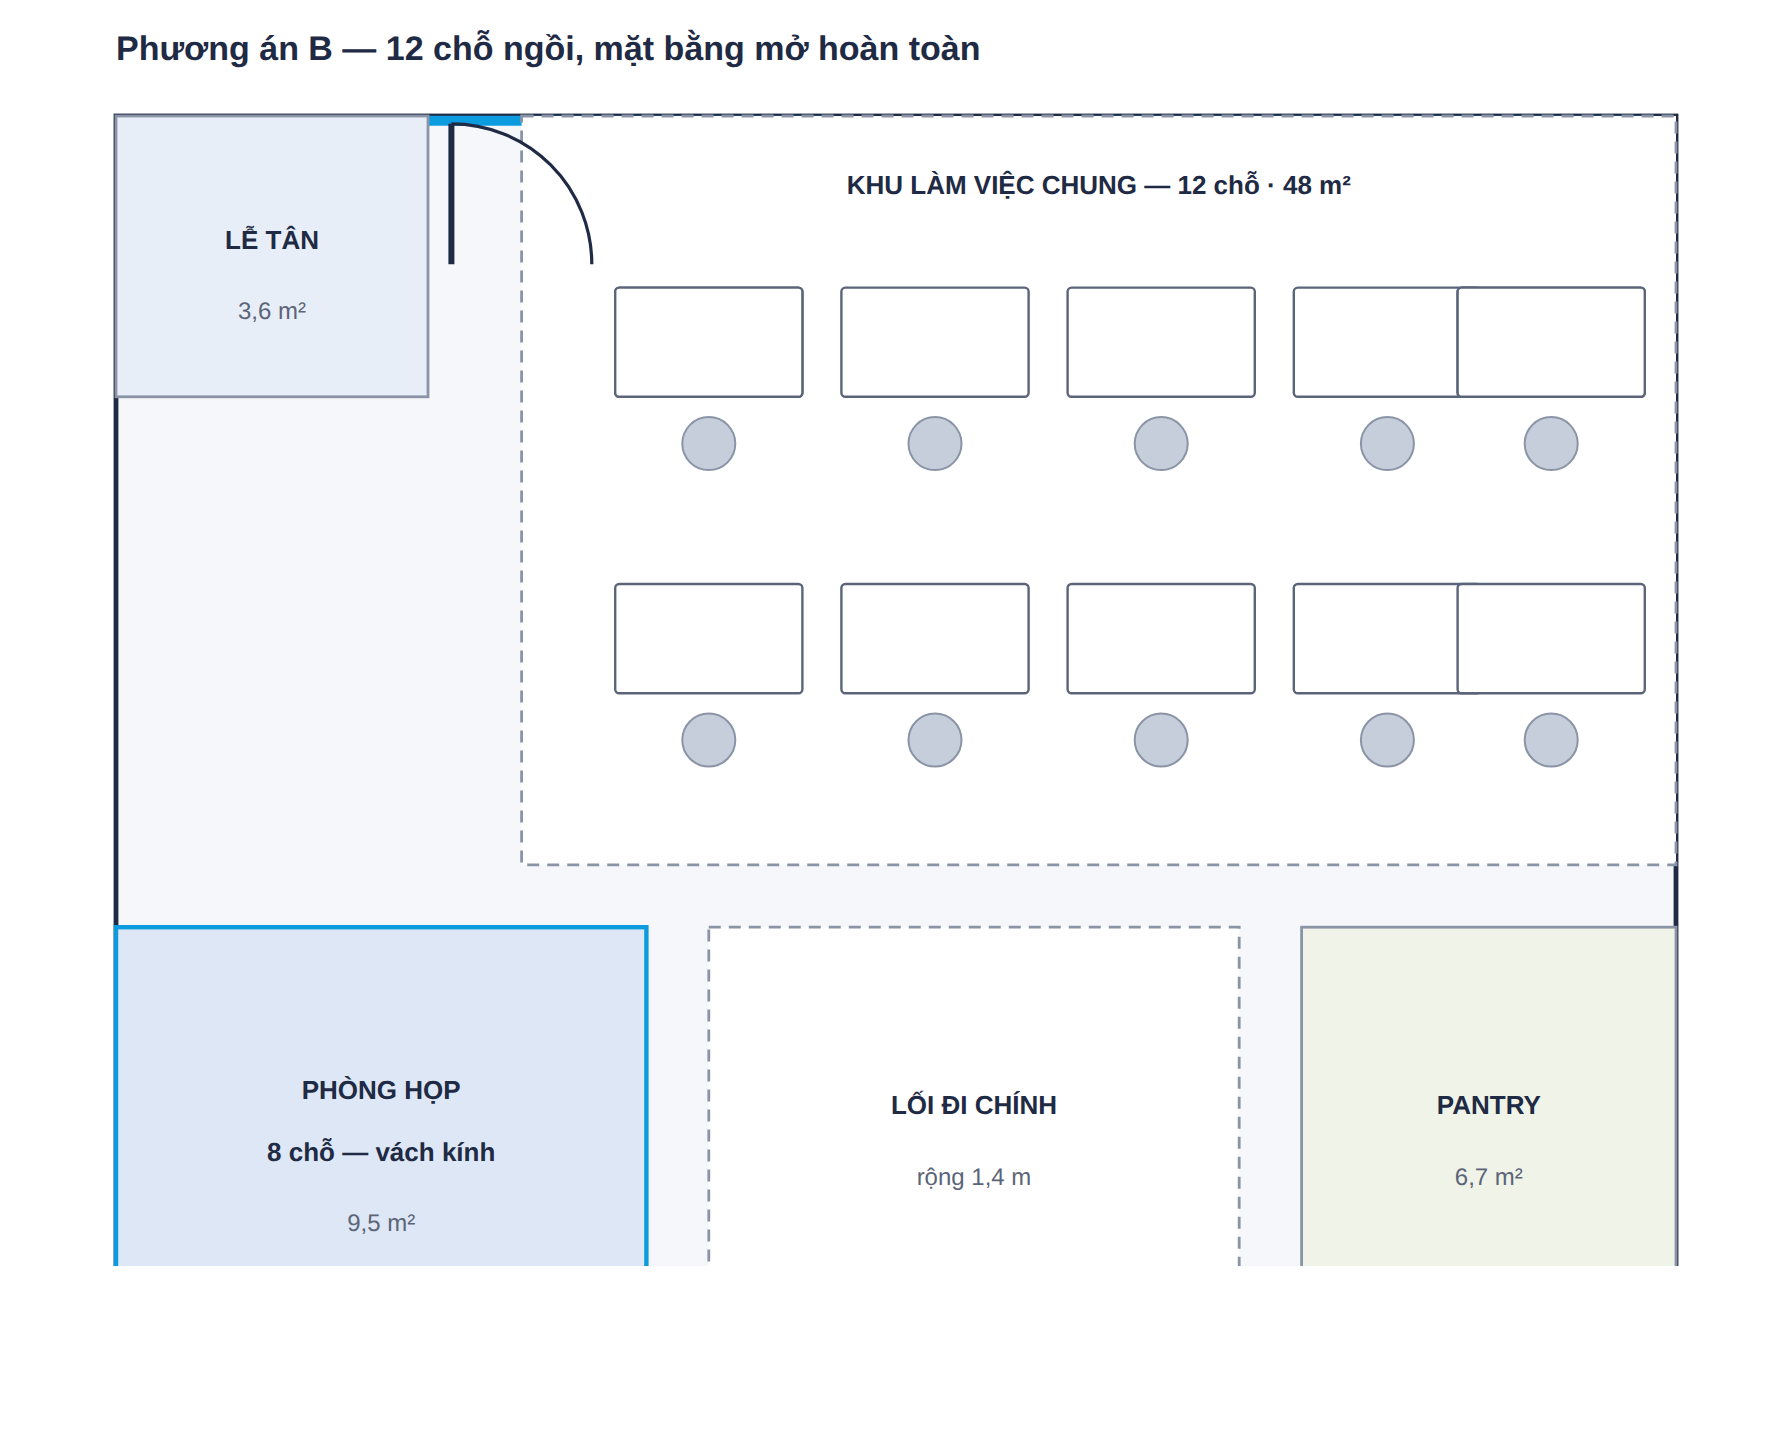 Phương án B — 12 chỗ ngồi, mặt bằng mở hoàn toàn
KHU LÀM VIỆC CHUNG — 12 chỗ · 48 m²
LỄ TÂN
3,6 m²
PHÒNG HỌP
8 chỗ — vách kính
9,5 m²
LỐI ĐI CHÍNH
rộng 1,4 m
PANTRY
6,7 m²